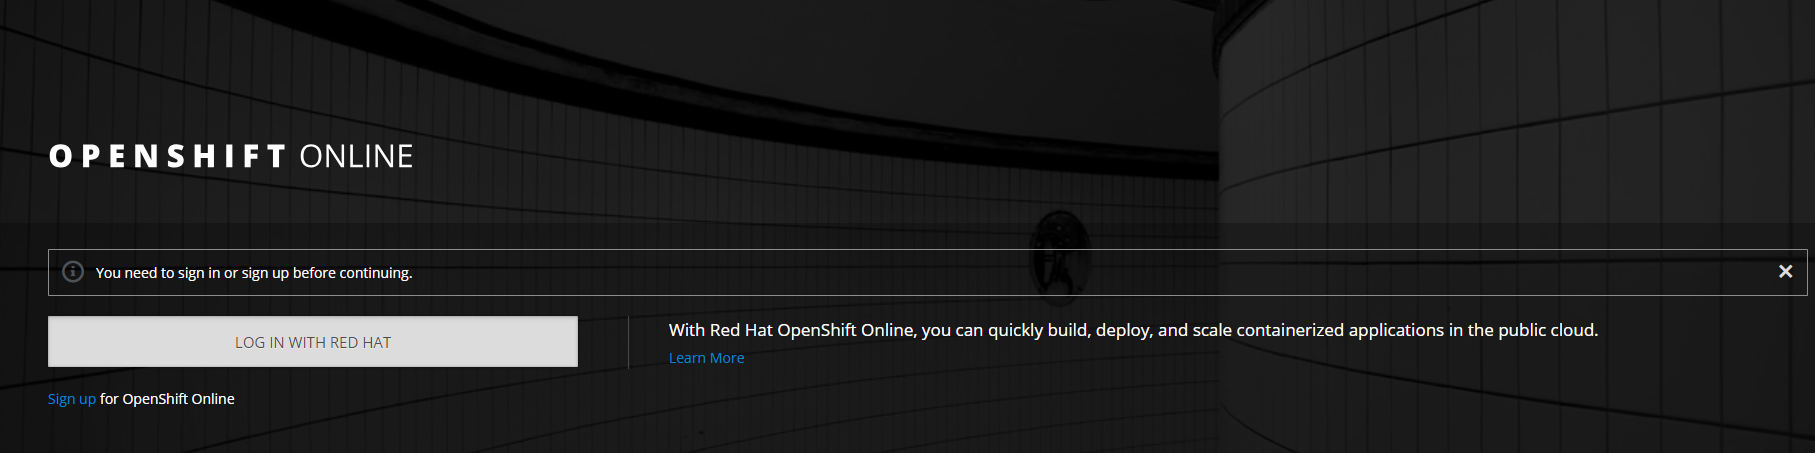 OPENSHIFT ONLINE
You need to sign in or sign up before continuing.
LOG IN WITH RED HAT
With Red Hat OpenShift Online, you can quickly build, deploy, and scale containerized applications in the public cloud.
Learn More
Sign up for OpenShift Online